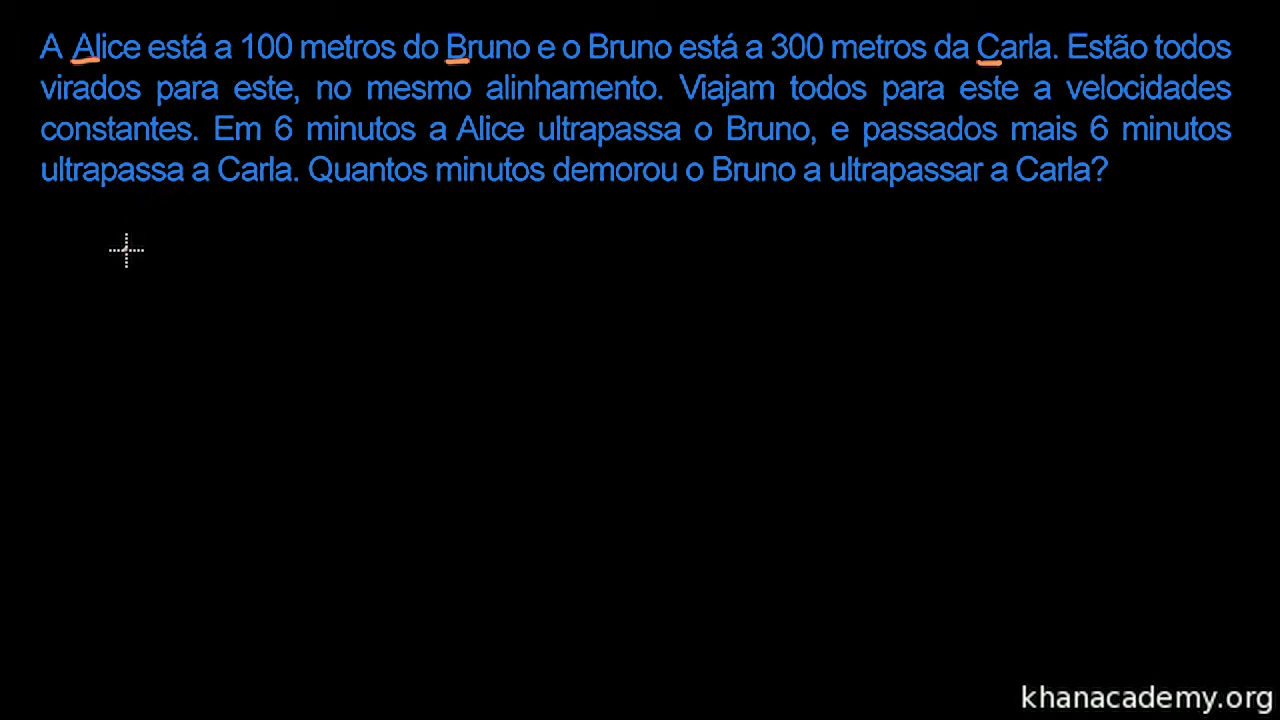 A Alice está a 100 metros do Bruno e o Bruno está a 300 metros da Carla. Estão todos
virados para este, no mesmo alinhamento. Viajam todos para este a velocidades
constantes. Em 6 minutos a Alice ultrapassa o Bruno, e passados mais 6 minutos
ultrapassa a Carla. Quantos minutos demorou o Bruno a ultrapassar a Carla?
khanacademy.org